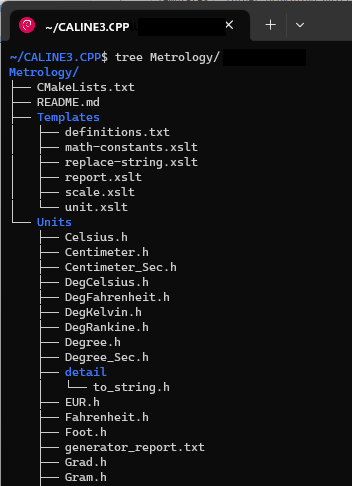 ~/CALINE3.CPP
~/CALINE3.CPP$ tree Metrology/
Metrology/
├── CMakeLists.txt
├── README.md
├── Templates
│   ├── definitions.txt
│   ├── math-constants.xslt
│   ├── replace-string.xslt
│   ├── report.xslt
│   ├── scale.xslt
│   └── unit.xslt
└── Units
    ├── Celsius.h
    ├── Centimeter.h
    ├── Centimeter_Sec.h
    ├── DegCelsius.h
    ├── DegFahrenheit.h
    ├── DegKelvin.h
    ├── DegRankine.h
    ├── Degree.h
    ├── Degree_Sec.h
    ├── detail
    │   └── to_string.h
    ├── EUR.h
    ├── Fahrenheit.h
    ├── Foot.h
    ├── generator_report.txt
    ├── Grad.h
    ├── Gram.h